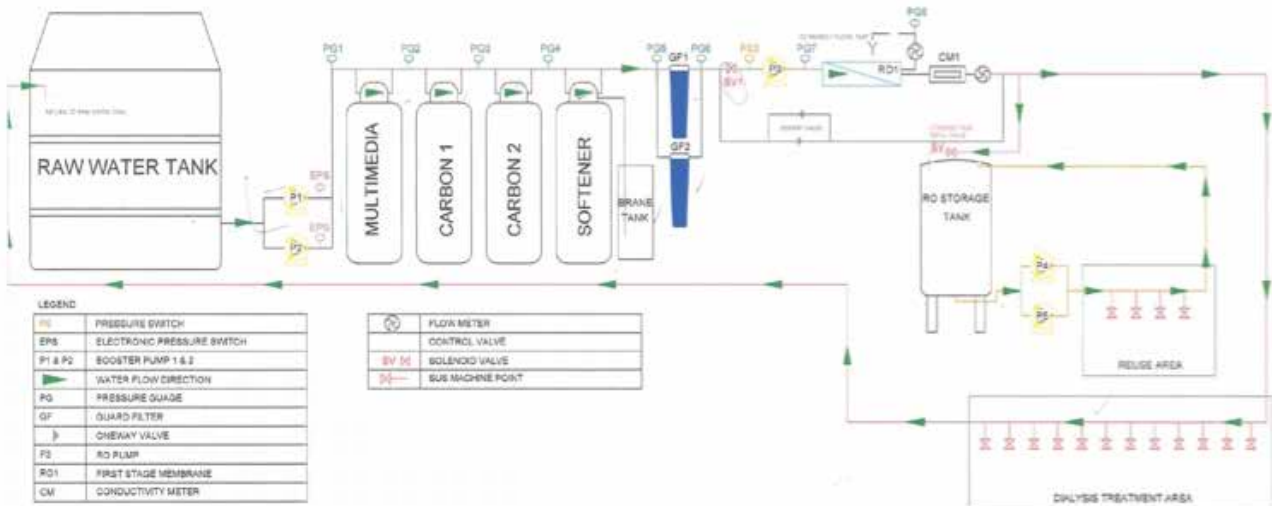 PG1
PG2
PG3
PG4
PG5
PG6
GF1
PG7
PG8
RO1
CM1
P3
SV1
GF2
RAW WATER TANK
EPS
EPS
P1
P2
MULTIMEDIA
CARBON 1
CARBON 2
SOFTENER
BRANE
TANK
SV
RO STORAGE
TANK
P4
P5
REUSE AREA
DIALYSIS TREATMENT AREA
LEGEND
PS PRESSURE SWITCH
EPS ELECTRONIC PRESSURE SWITCH
P1 & P2 BOOSTER PUMP 1 & 2
WATER FLOW DIRECTION
PG PRESSURE GUAGE
GF GUARD FILTER
ONEWAY VALVE
P3 RO PUMP
RO1 FIRST STAGE MEMBRANE
CM CONDUCTIVITY METER
FLOW METER
CONTROL VALVE
SV SOLENOID VALVE
SUS MACHINE POINT